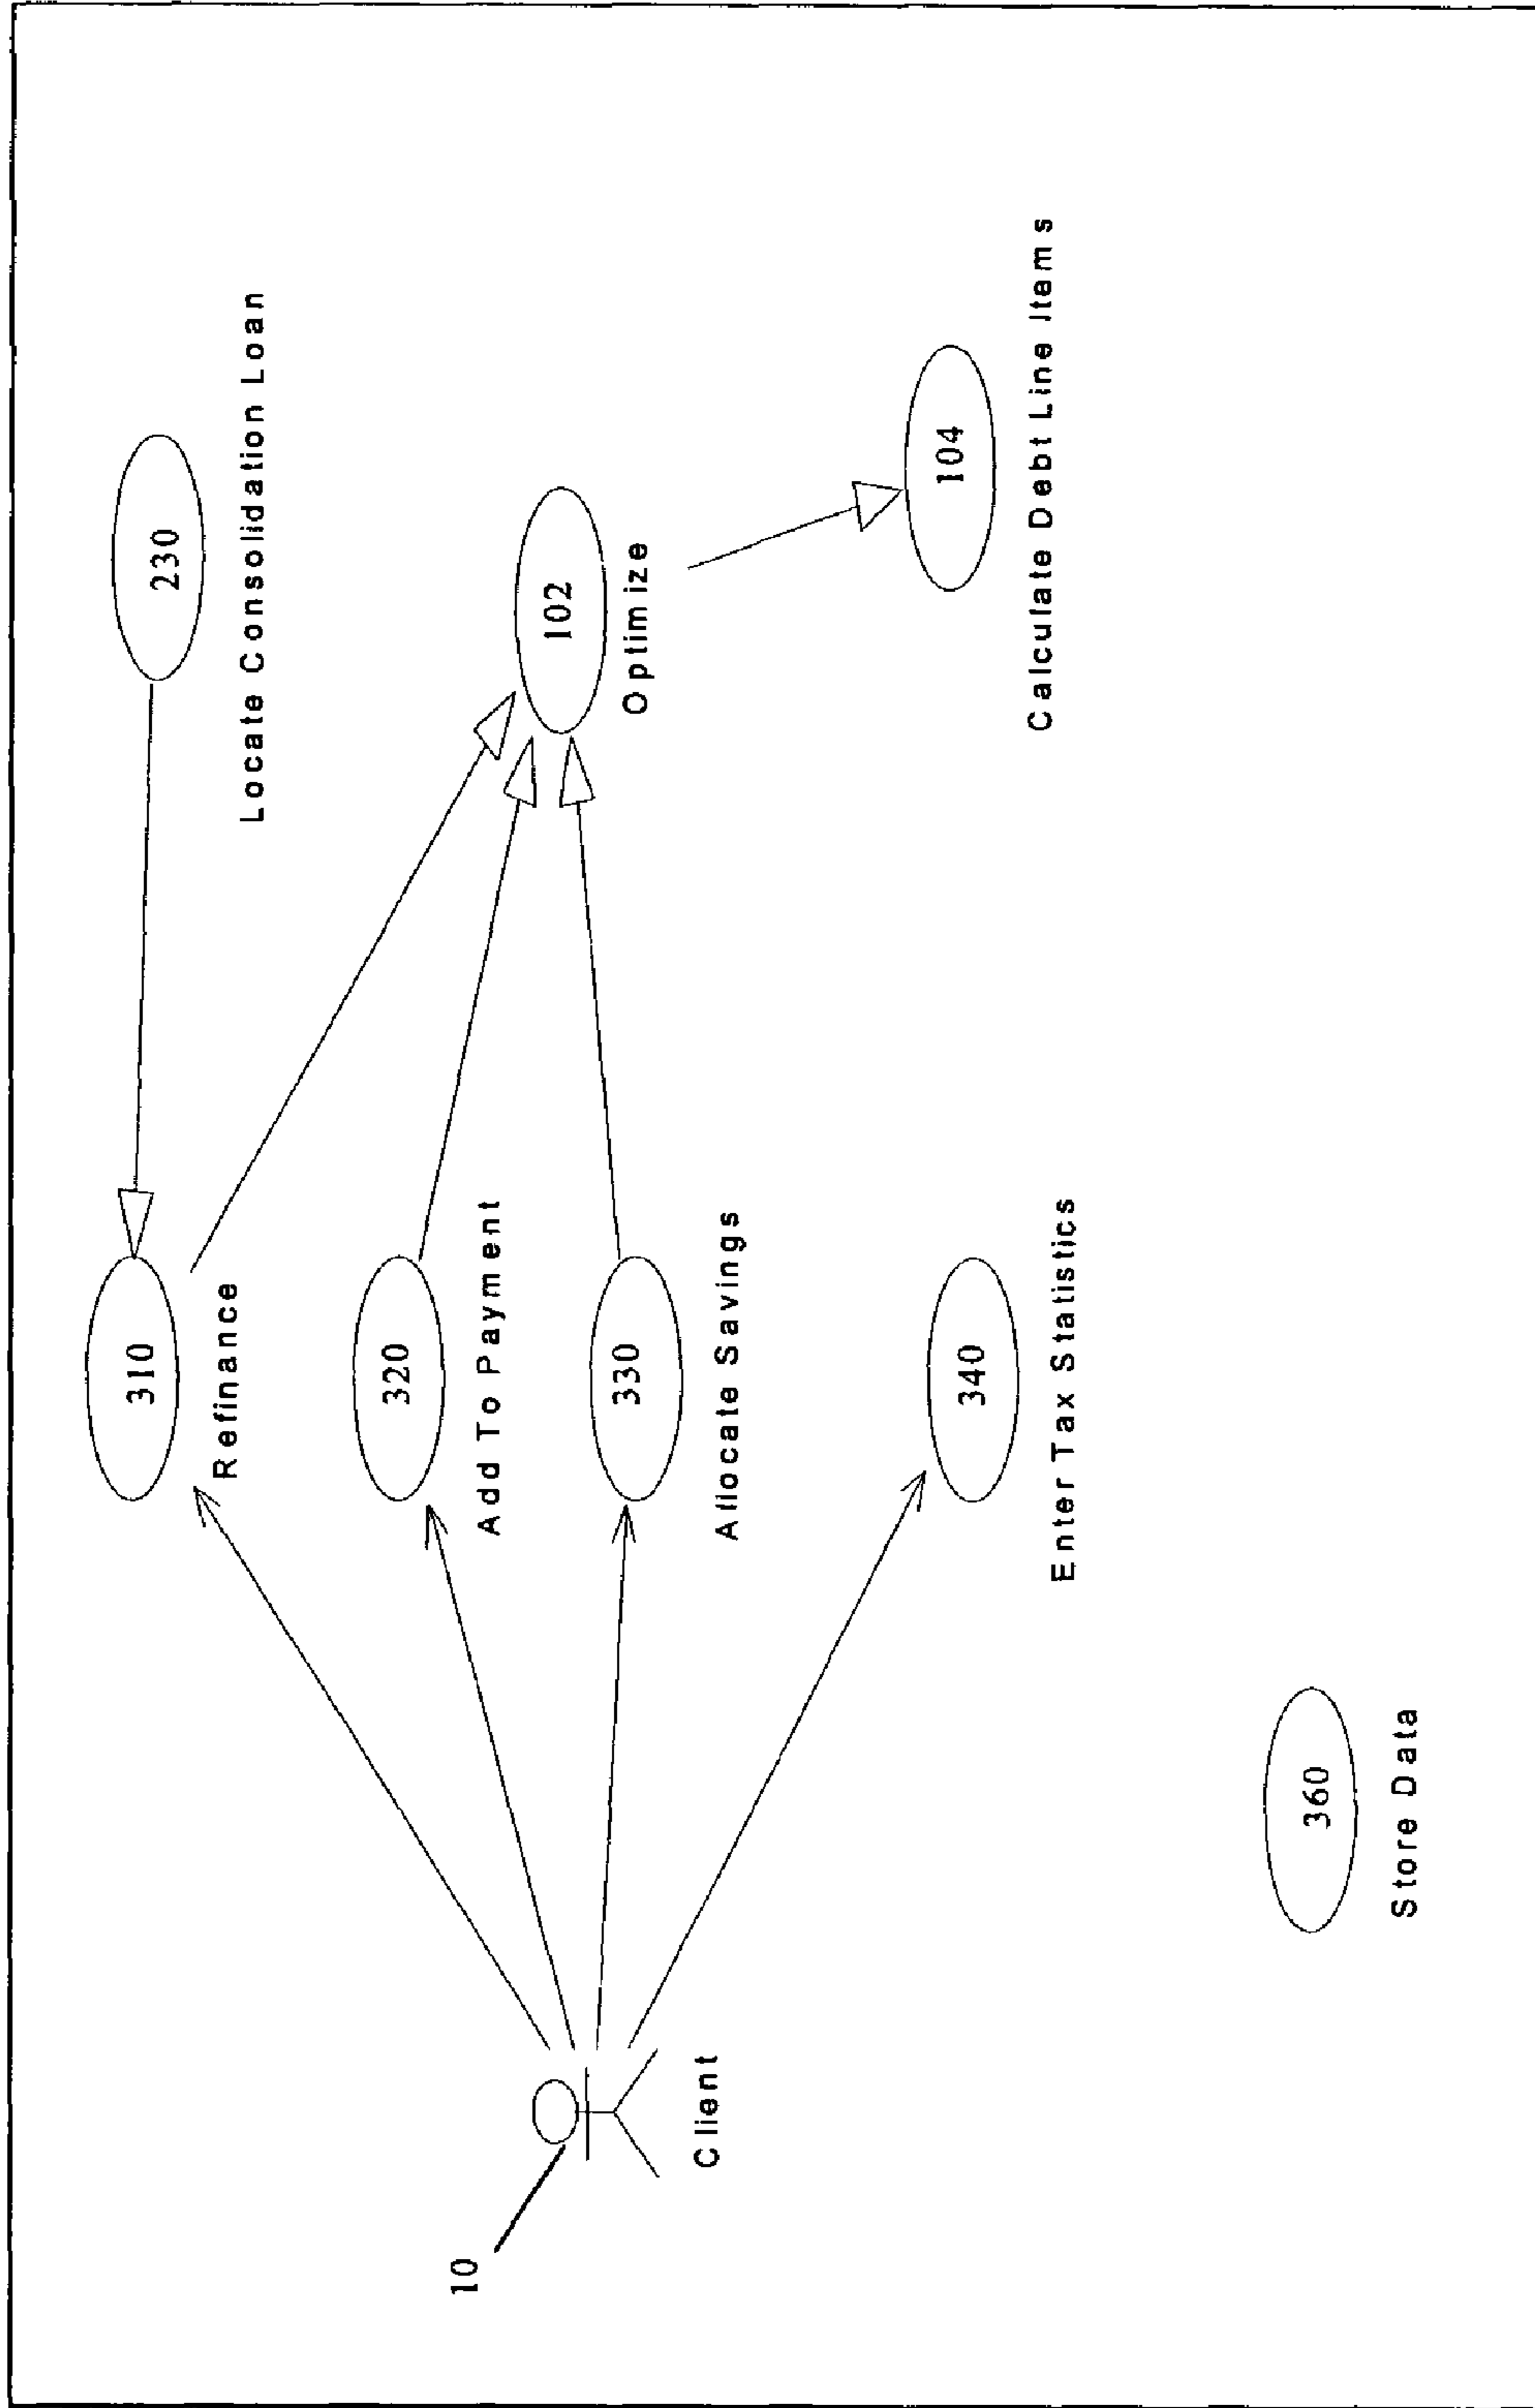 230
Locate Consolidation Loan
310
Refinance
320
Add To Payment
102
Optimize
330
Allocate Savings
10
Client
104
Calculate Debt Line Items
340
Enter Tax Statistics
360
Store Data